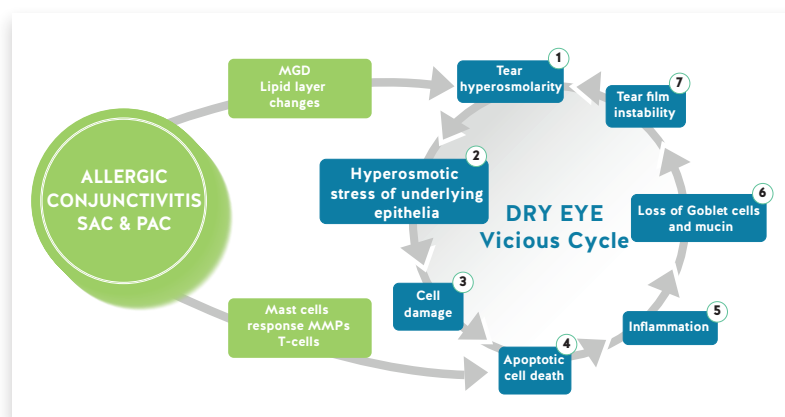 ALLERGIC
CONJUNCTIVITIS
SAC & PAC
MGD
Lipid layer
changes
Mast cells
response MMPs
T-cells
DRY EYE
Vicious Cycle
1
Tear
hyperosmolarity
2
Hyperosmotic
stress of underlying
epithelia
3
Cell
damage
4
Apoptotic
cell death
5
Inflammation
6
Loss of Goblet cells
and mucin
7
Tear film
instability